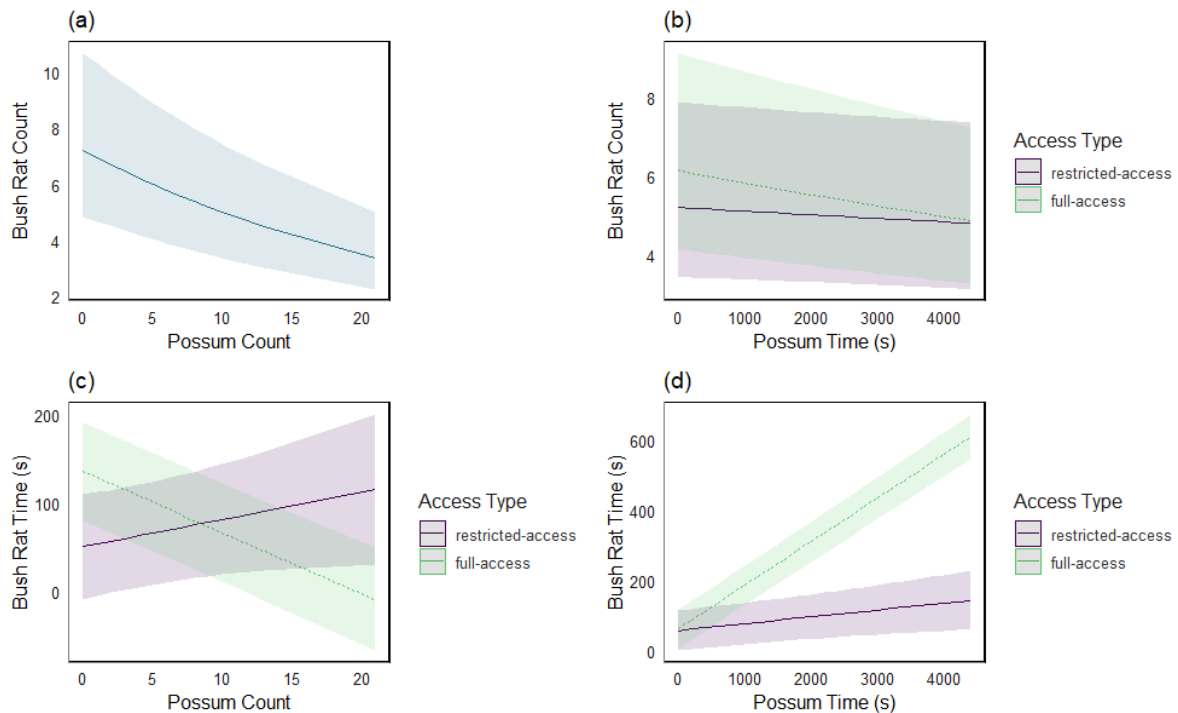 (a)
Bush Rat Count
10
8
6
4
2
0 5 10 15 20
Possum Count
(b)
Bush Rat Count
8
6
4
0 1000 2000 3000 4000
Possum Time (s)
Access Type
restricted-access
full-access
(c)
Bush Rat Time (s)
200
100
0
0 5 10 15 20
Possum Count
Access Type
restricted-access
full-access
(d)
Bush Rat Time (s)
600
400
200
0
0 1000 2000 3000 4000
Possum Time (s)
Access Type
restricted-access
full-access